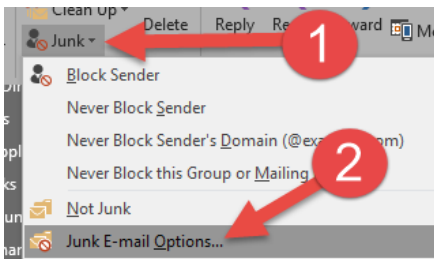 Clean Up
Delete Reply
Junk
1
Block Sender
Never Block Sender
Never Block Sender's Domain
Never Block this Group or Mailing
2
Not Junk
Junk E-mail Options...